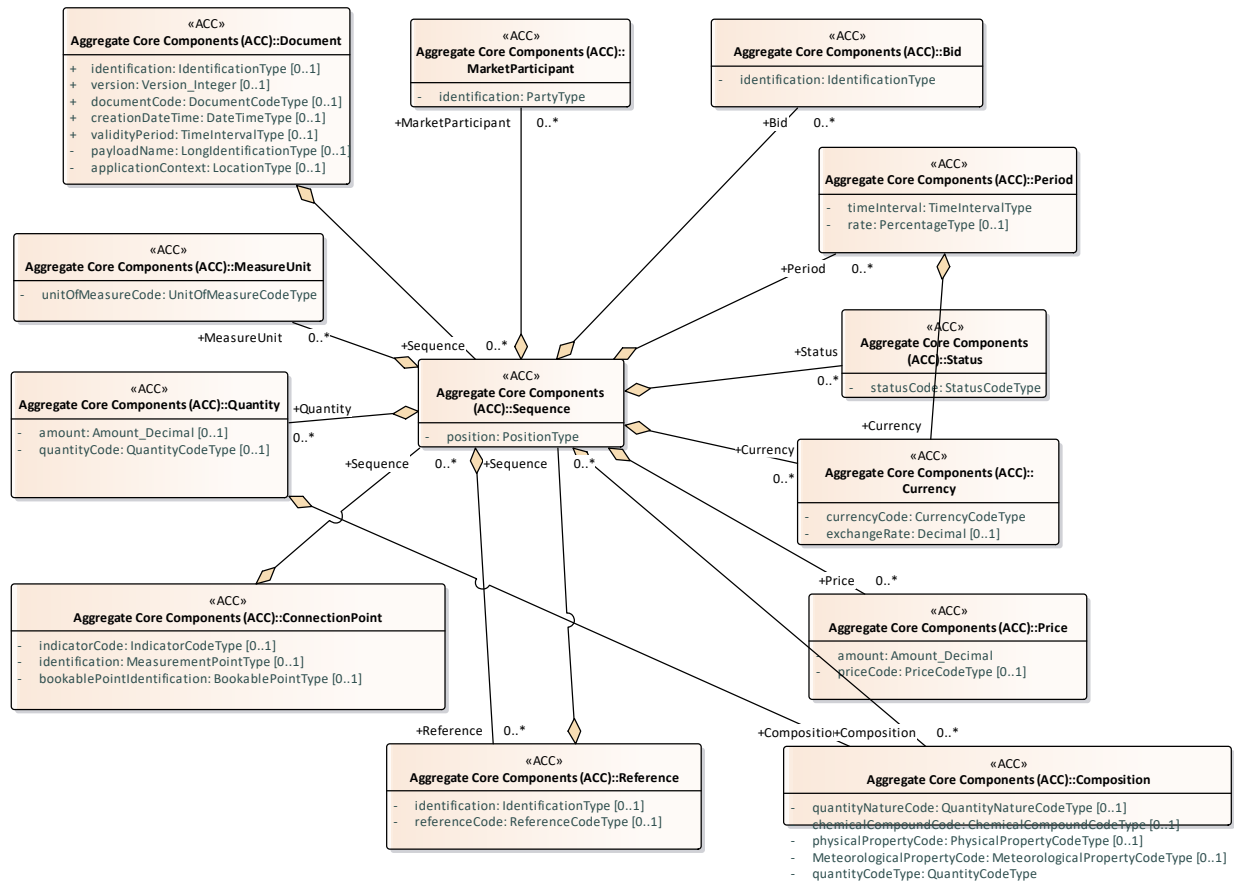 «ACC»
Aggregate Core Components (ACC)::Document
+ identification: IdentificationType [0..1]
+ version: Version_Integer [0..1]
+ documentCode: DocumentCodeType [0..1]
+ creationDateTime: DateTimeType [0..1]
+ validityPeriod: TimeIntervalType [0..1]
- payloadName: LongIdentificationType [0..1]
- applicationContext: LocationType [0..1]
«ACC»
Aggregate Core Components (ACC)::
MarketParticipant
- identification: PartyType
+MarketParticipant 0..*
«ACC»
Aggregate Core Components (ACC)::Bid
- identification: IdentificationType
+Bid 0..*
«ACC»
Aggregate Core Components (ACC)::Period
- timeInterval: TimeIntervalType
- rate: PercentageType [0..1]
+Period 0..*
«ACC»
Aggregate Core Components (ACC)::MeasureUnit
- unitOfMeasureCode: UnitOfMeasureCodeType
+MeasureUnit 0..*
+Sequence 0..*
«ACC»
Aggregate Core Components
(ACC)::Status
- statusCode: StatusCodeType
+Status
0..*
«ACC»
Aggregate Core Components
(ACC)::Sequence
- position: PositionType
«ACC»
Aggregate Core Components (ACC)::Quantity
- amount: Amount_Decimal [0..1]
- quantityCode: QuantityCodeType [0..1]
+Quantity
0..*
+Currency
+Currency
0..*
«ACC»
Aggregate Core Components (ACC)::
Currency
- currencyCode: CurrencyCodeType
- exchangeRate: Decimal [0..1]
+Sequence 0..*
+Sequence 0..*
«ACC»
Aggregate Core Components (ACC)::ConnectionPoint
- indicatorCode: IndicatorCodeType [0..1]
- identification: MeasurementPointType [0..1]
- bookablePointIdentification: BookablePointType [0..1]
+Price 0..*
«ACC»
Aggregate Core Components (ACC)::Price
- amount: Amount_Decimal
- priceCode: PriceCodeType [0..1]
+Reference 0..*
«ACC»
Aggregate Core Components (ACC)::Reference
- identification: IdentificationType [0..1]
- referenceCode: ReferenceCodeType [0..1]
+Compositio+Composition 0..*
«ACC»
Aggregate Core Components (ACC)::Composition
- quantityNatureCode: QuantityNatureCodeType [0..1]
- chemicalCompoundCode: ChemicalCompoundCodeType [0..1]
- physicalPropertyCode: PhysicalPropertyCodeType [0..1]
- MeteorologicalPropertyCode: MeteorologicalPropertyCodeType [0..1]
- quantityCodeType: QuantityCodeType